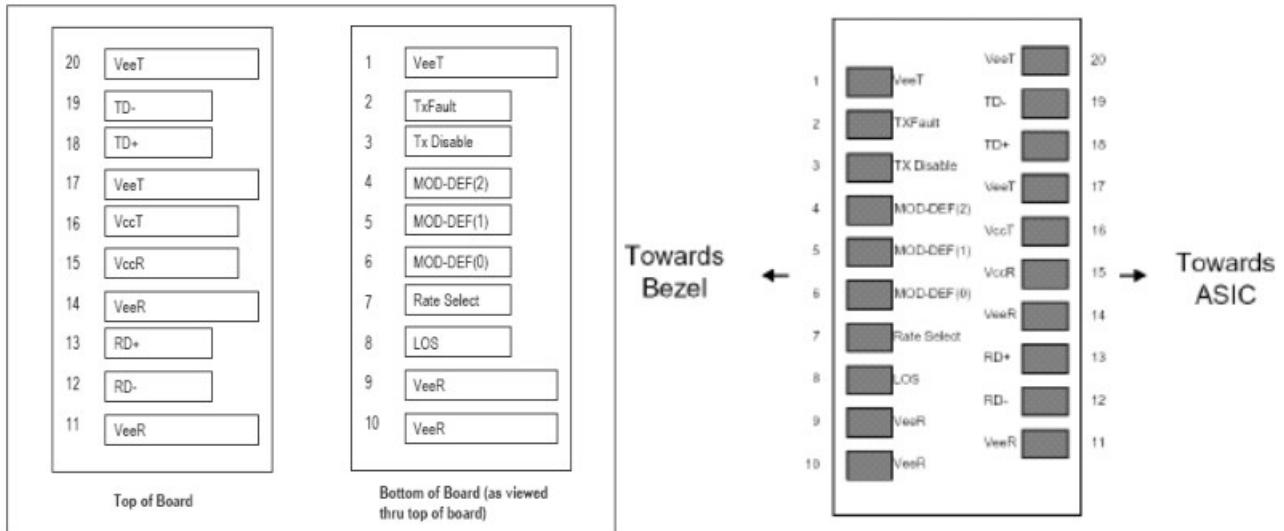 20 VeeT
19 TD-
18 TD+
17 VeeT
16 VccT
15 VccR
14 VeeR
13 RD+
12 RD-
11 VeeR
Top of Board
1 VeeT
2 TxFault
3 Tx Disable
4 MOD-DEF(2)
5 MOD-DEF(1)
6 MOD-DEF(0)
7 Rate Select
8 LOS
9 VeeR
10 VeeR
Bottom of Board (as viewed
thru top of board)
Towards
Bezel
1 VeeT
2 TXFault
3 TX Disable
4 MOD-DEF(2)
5 MOD-DEF(1)
6 MOD-DEF(0)
7 Rate Select
8 LOS
9 VeeR
10 VeeR
VeeT 20
TD- 19
TD+ 18
VeeT 17
VccT 16
VccR 15
VeeR 14
RD+ 13
RD- 12
VeeR 11
Towards
ASIC